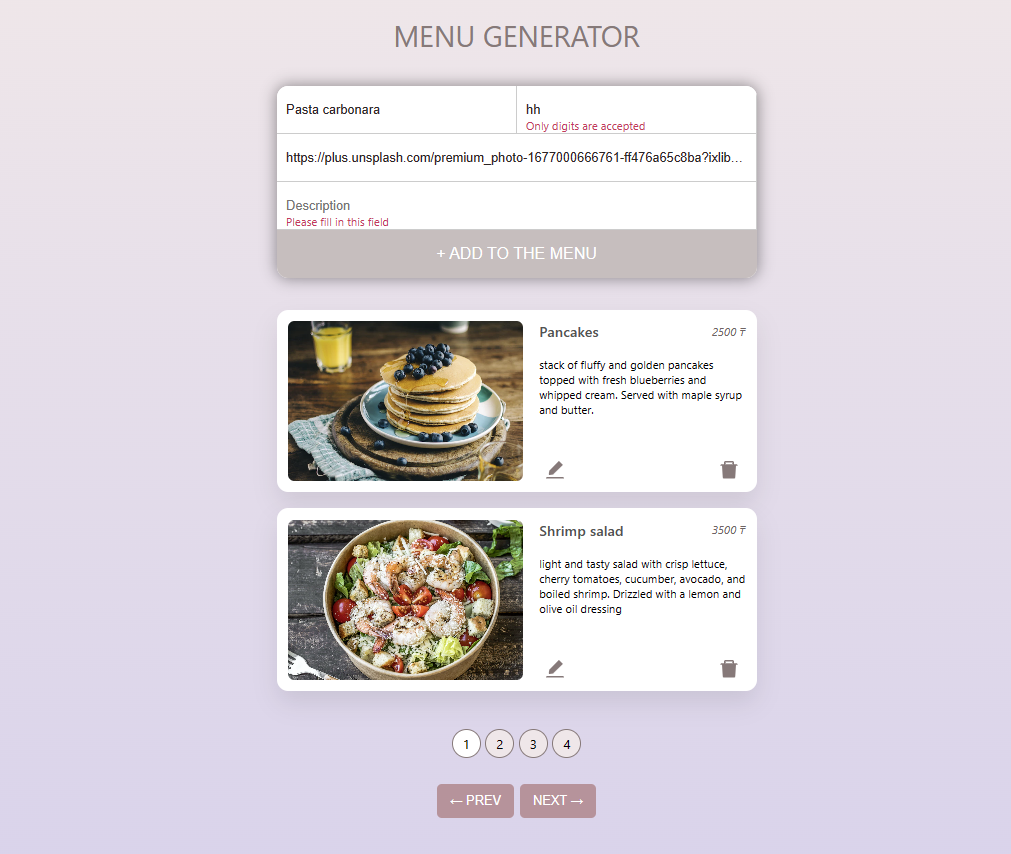 MENU GENERATOR
Pasta carbonara
hh
Only digits are accepted
https://plus.unsplash.com/premium_photo-1677000666761-ff476a65c8ba?ixlib...
Description
Please fill in this field
+ ADD TO THE MENU
Pancakes
2500 ₸
stack of fluffy and golden pancakes
topped with fresh blueberries and
whipped cream. Served with maple syrup
and butter.
Shrimp salad
3500 ₸
light and tasty salad with crisp lettuce,
cherry tomatoes, cucumber, avocado, and
boiled shrimp. Drizzled with a lemon and
olive oil dressing
1 2 3 4
← PREV NEXT →